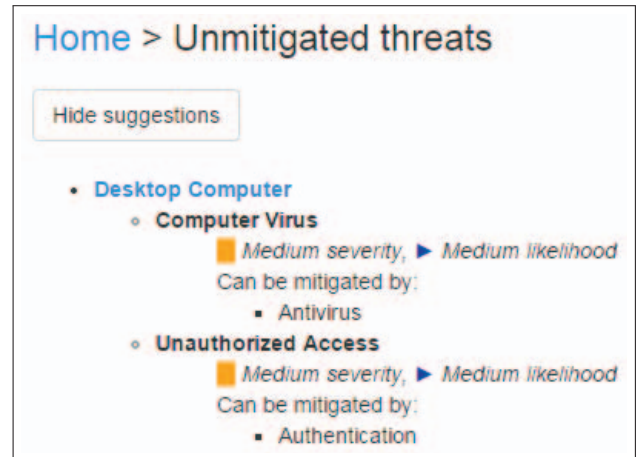 Home > Unmitigated threats
Hide suggestions
Desktop Computer
Computer Virus
Medium severity, ► Medium likelihood
Can be mitigated by:
Antivirus
Unauthorized Access
Medium severity, ► Medium likelihood
Can be mitigated by:
Authentication